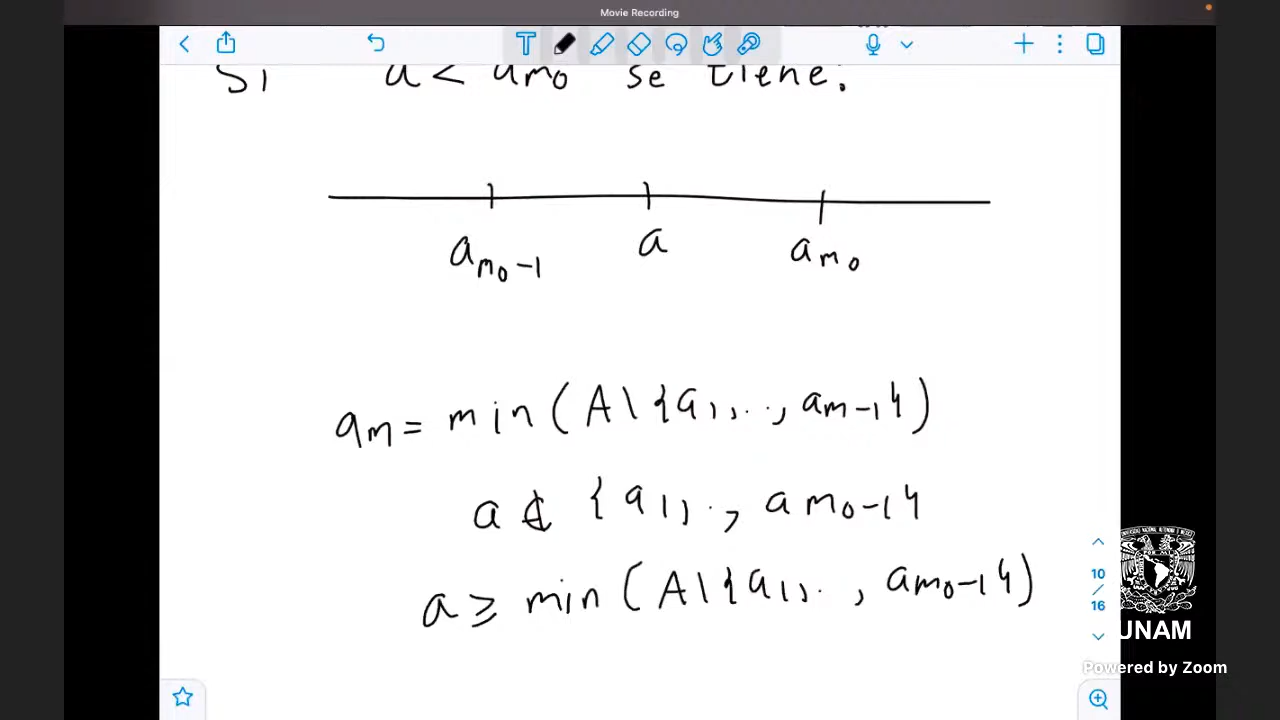 Movie Recording
Si a < a_{m_0} se tiene:
a_{m_0-1} a a_{m_0}
a_m = min ( A \ {a_1, .., a_{m-1}} )
a ∉ {a_1, ., a_{m_0-1}}
a ≥ min ( A \ {a_1, .., a_{m_0-1}} )
10
/
16
UNAM
Powered by Zoom